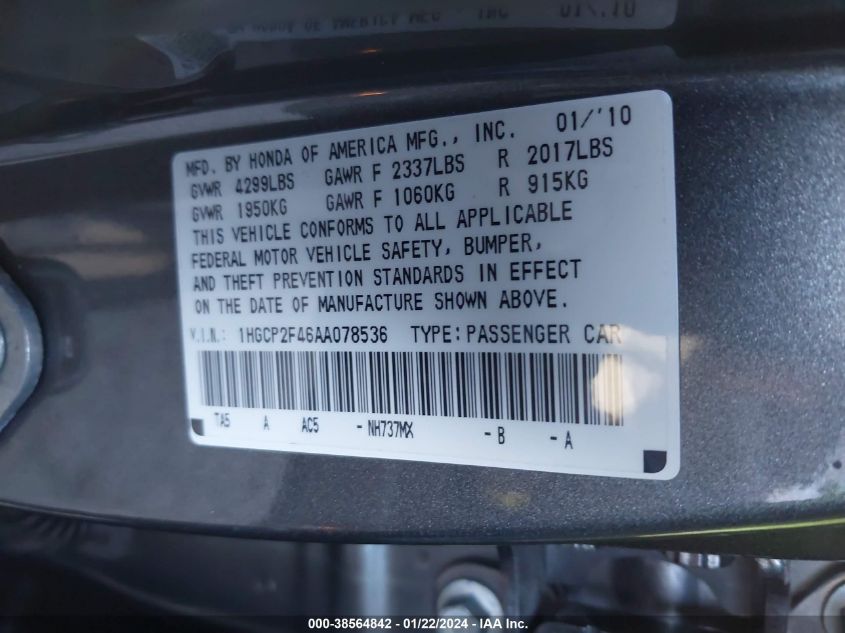 MFD. BY HONDA OF AMERICA MFG., INC. 01/'10
GVWR 4299LBS GAWR F 2337LBS R 2017LBS
GVWR 1950KG GAWR F 1060KG R 915KG
THIS VEHICLE CONFORMS TO ALL APPLICABLE
FEDERAL MOTOR VEHICLE SAFETY, BUMPER,
AND THEFT PREVENTION STANDARDS IN EFFECT
ON THE DATE OF MANUFACTURE SHOWN ABOVE.
V.I.N.: 1HGCP2F46AA078536 TYPE: PASSENGER CAR
TA5 A AC5 - NH737MX - B - A
000-38564842 / 01/22/2024 - IAA Inc.